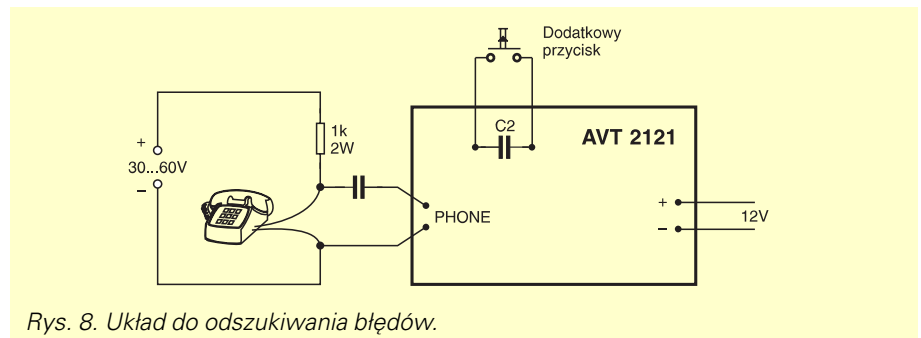 Dodatkowy
przycisk
C2
AVT 2121
1k
2W
+
30...60V
–
PHONE
+
12V
–
Rys. 8. Układ do odszukiwania błędów.